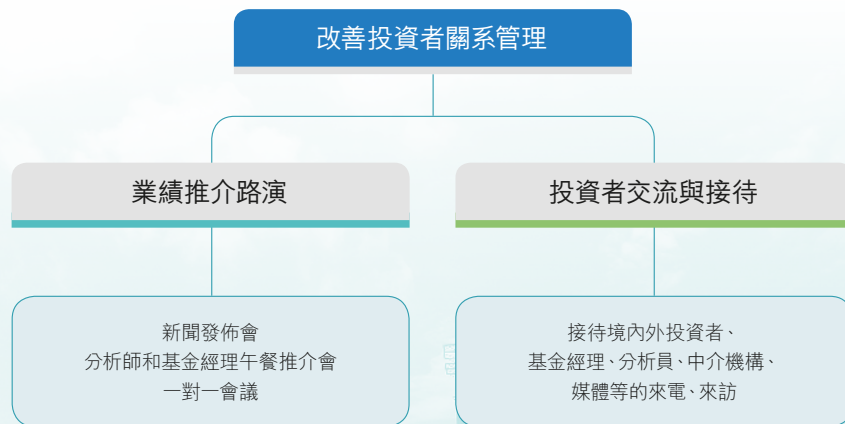 改善投資者關系管理
業績推介路演
投資者交流與接待
新聞發佈會
分析師和基金經理午餐推介會
一對一會議
接待境內外投資者、
基金經理、分析員、中介機構、
媒體等的來電、來訪